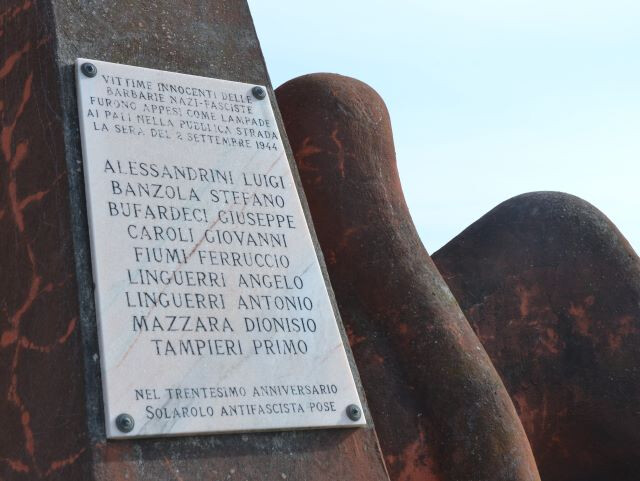 VITTIME INNOCENTI DELLE
BARBARIE NAZI-FASCISTE
FURONO APPESI COME LAMPADE
AI PALI NELLA PUBBLICA STRADA
LA SERA DEL 2 SETTEMBRE 1944
ALESSANDRINI LUIGI
BANZOLA STEFANO
BUFARDECI GIUSEPPE
CAROLI GIOVANNI
FIUMI FERRUCCIO
LINGUERRI ANGELO
LINGUERRI ANTONIO
MAZZARA DIONISIO
TAMPIERI PRIMO
NEL TRENTESIMO ANNIVERSARIO
SOLAROLO ANTIFASCISTA POSE